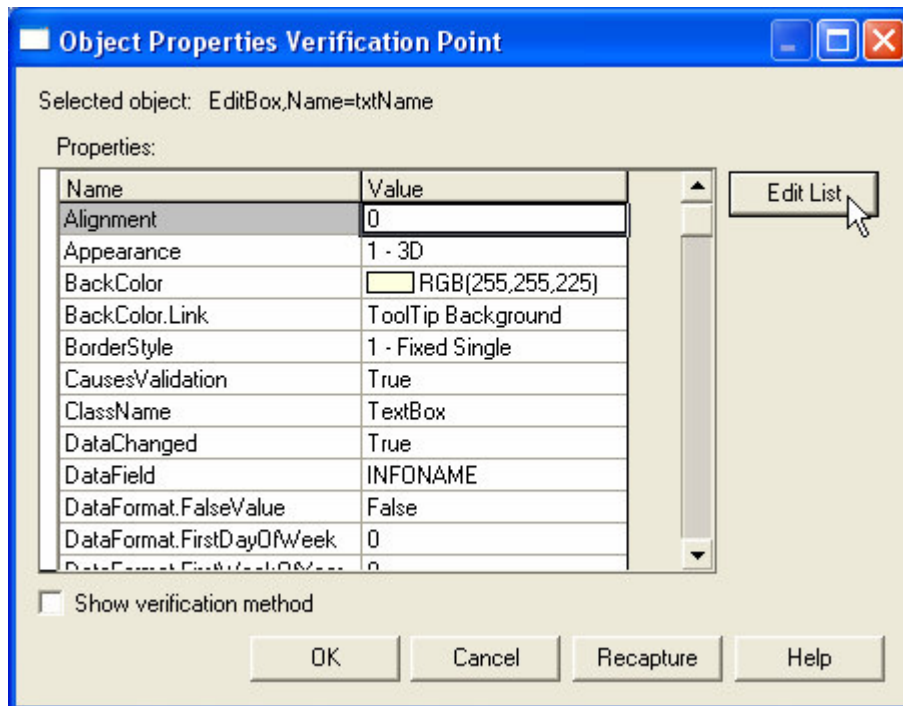 Object Properties Verification Point
Selected object: EditBox,Name=txtName
Properties:
Name Value
Edit List
Alignment 0
Appearance 1 - 3D
BackColor RGB(255,255,225)
BackColor.Link ToolTip Background
BorderStyle 1 - Fixed Single
CausesValidation True
ClassName TextBox
DataChanged True
DataField INFONAME
DataFormat.FalseValue False
DataFormat.FirstDayOfWeek 0
Show verification method
OK Cancel Recapture Help